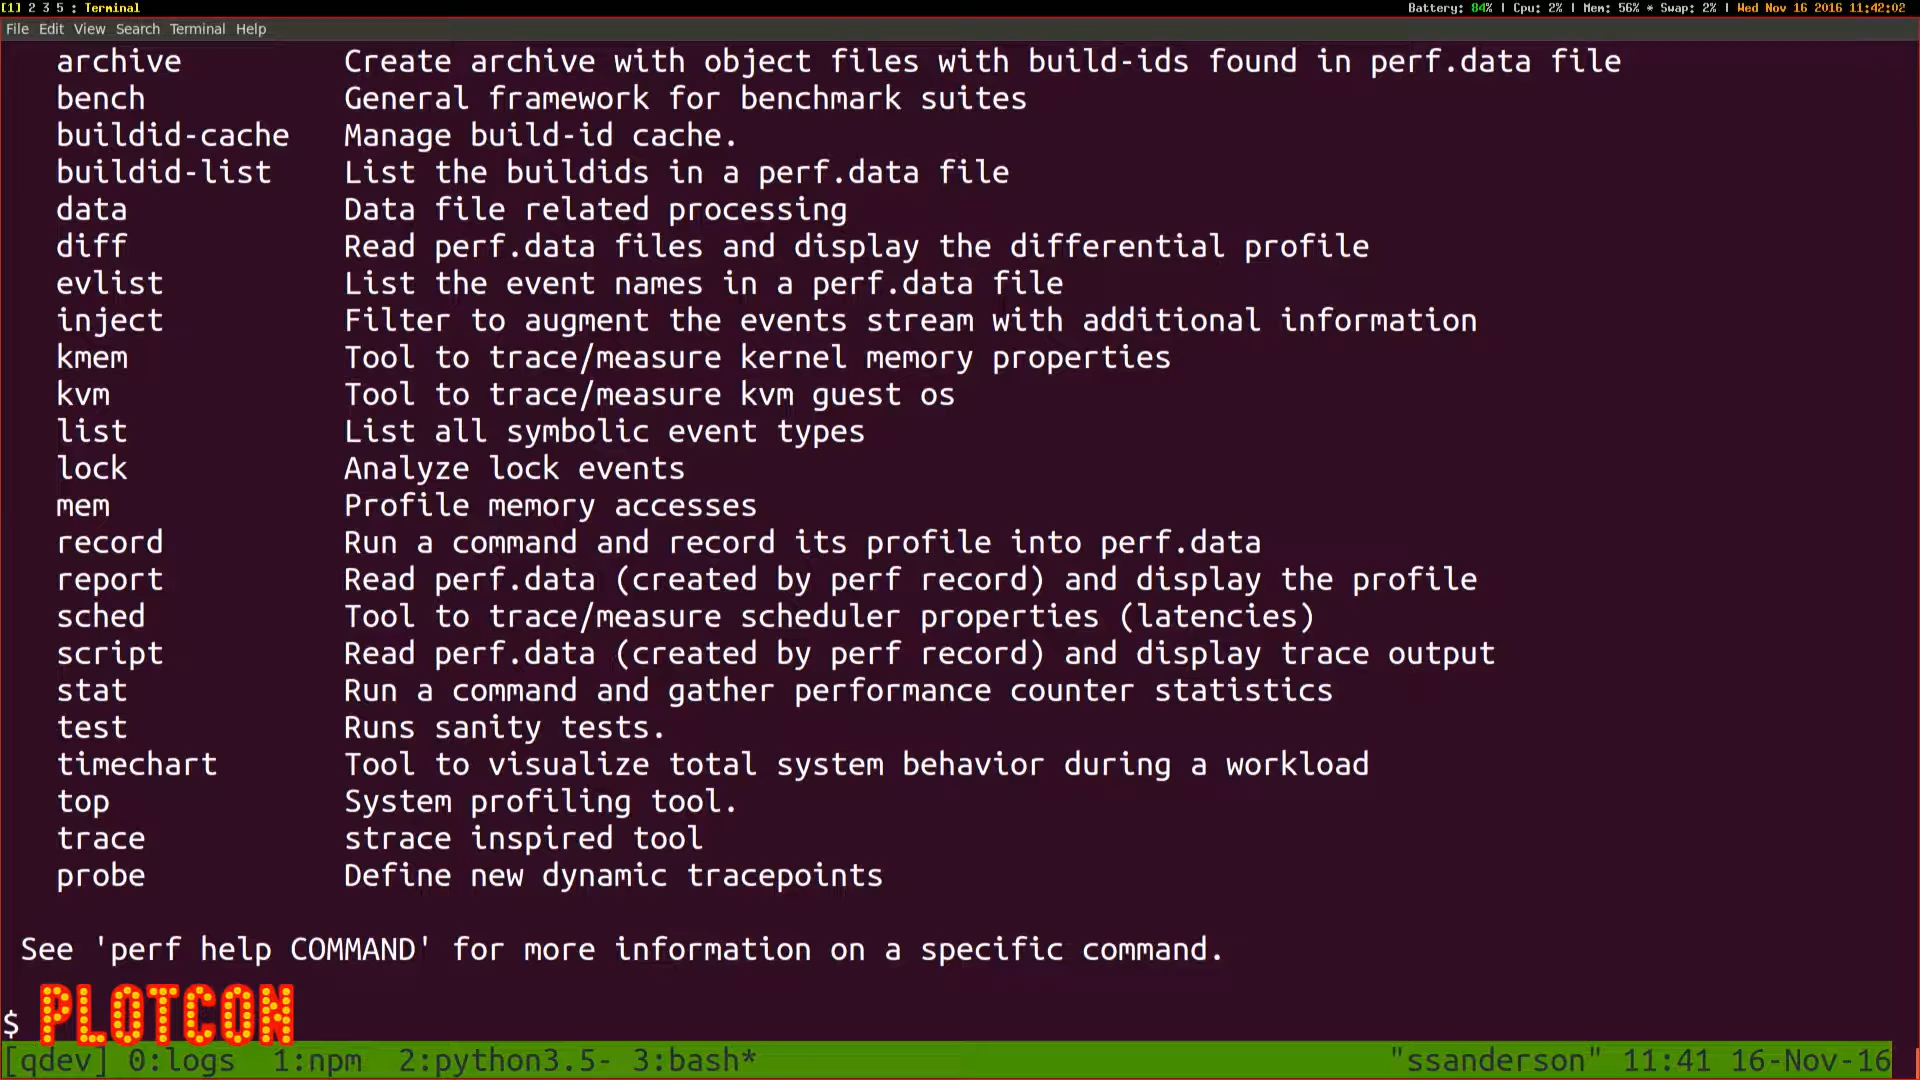 [1] 2 3 5 : Terminal
Battery: 84% | Cpu: 2% | Mem: 56% * Swap: 2% | Wed Nov 16 2016 11:42:02
File Edit View Search Terminal Help
archive Create archive with object files with build-ids found in perf.data file
bench General framework for benchmark suites
buildid-cache Manage build-id cache.
buildid-list List the buildids in a perf.data file
data Data file related processing
diff Read perf.data files and display the differential profile
evlist List the event names in a perf.data file
inject Filter to augment the events stream with additional information
kmem Tool to trace/measure kernel memory properties
kvm Tool to trace/measure kvm guest os
list List all symbolic event types
lock Analyze lock events
mem Profile memory accesses
record Run a command and record its profile into perf.data
report Read perf.data (created by perf record) and display the profile
sched Tool to trace/measure scheduler properties (latencies)
script Read perf.data (created by perf record) and display trace output
stat Run a command and gather performance counter statistics
test Runs sanity tests.
timechart Tool to visualize total system behavior during a workload
top System profiling tool.
trace strace inspired tool
probe Define new dynamic tracepoints
See 'perf help COMMAND' for more information on a specific command.
$
PLOTCON
[qdev] 0:logs 1:npm 2:python3.5- 3:bash* "ssanderson" 11:41 16-Nov-16